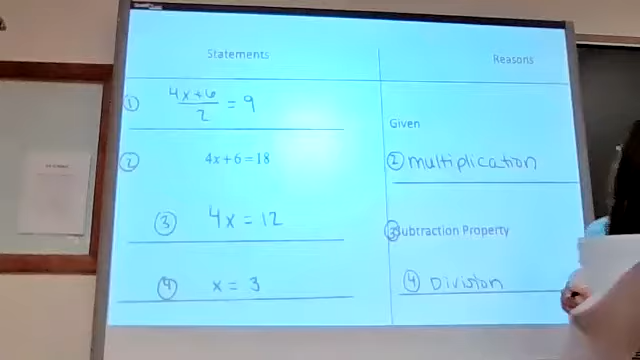 Statements Reasons
① 4x+6/2 = 9
Given
② 4x + 6 = 18 ② multiplication
③ 4x = 12 ③ Subtraction Property
④ x = 3 ④ Division